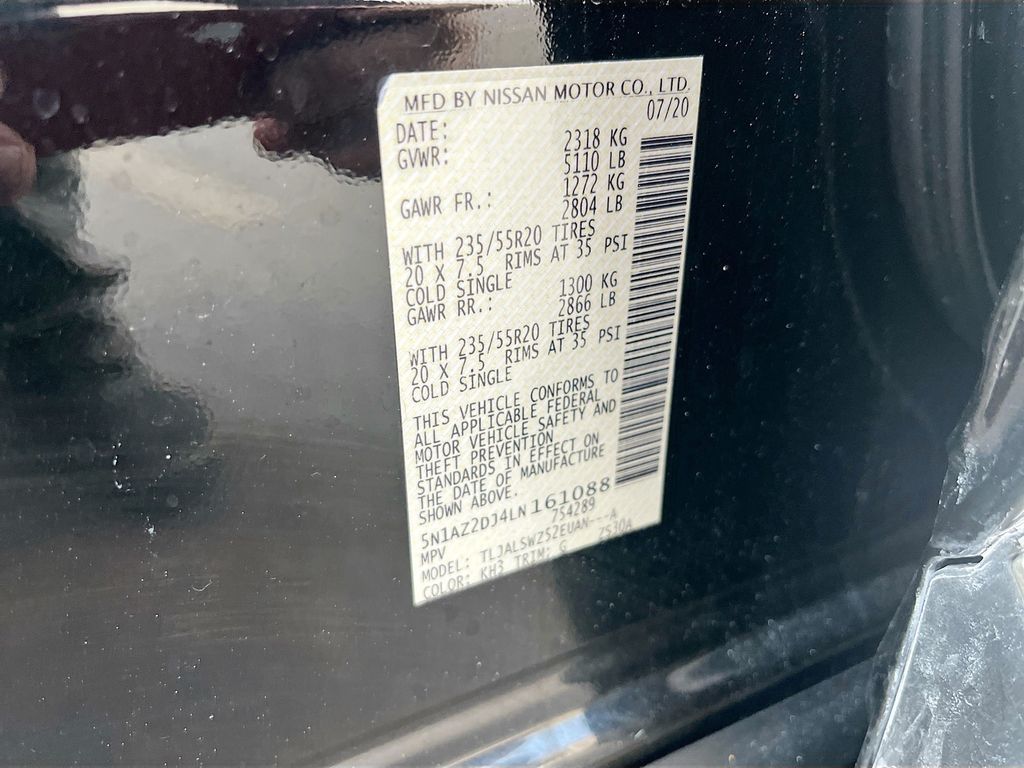 MFD BY NISSAN MOTOR CO., LTD.
DATE: 07/20
GVWR: 2318 KG
5110 LB
GAWR FR.: 1272 KG
2804 LB
WITH 235/55R20 TIRES
20 X 7.5 RIMS AT 35 PSI
COLD SINGLE
GAWR RR.: 1300 KG
2866 LB
WITH 235/55R20 TIRES
20 X 7.5 RIMS AT 35 PSI
COLD SINGLE
THIS VEHICLE CONFORMS TO
ALL APPLICABLE FEDERAL
MOTOR VEHICLE SAFETY AND
THEFT PREVENTION
STANDARDS IN EFFECT ON
THE DATE OF MANUFACTURE
SHOWN ABOVE.
5N1AZ2DJ4LN161088
MPV 754289
MODEL: TLJALSWZ52EUAN---A
COLOR: KH3 TRIM: G 7530A